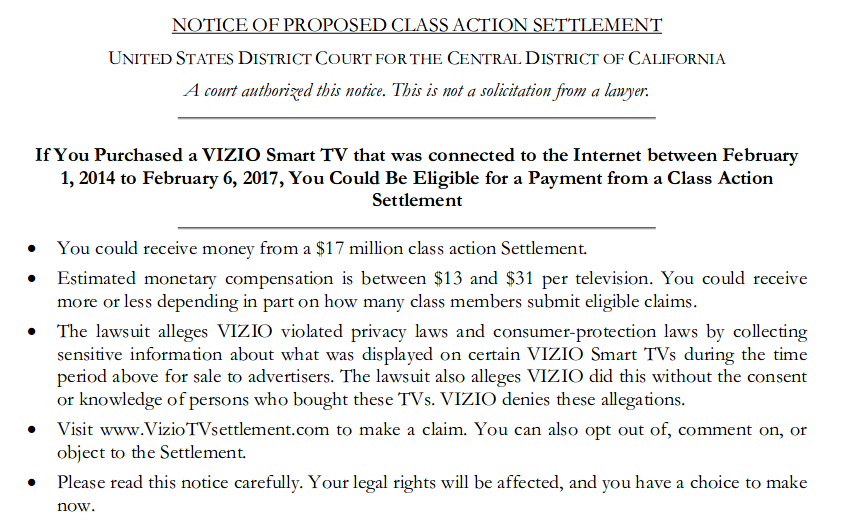 NOTICE OF PROPOSED CLASS ACTION SETTLEMENT
UNITED STATES DISTRICT COURT FOR THE CENTRAL DISTRICT OF CALIFORNIA
A court authorized this notice. This is not a solicitation from a lawyer.
If You Purchased a VIZIO Smart TV that was connected to the Internet between February
1, 2014 to February 6, 2017, You Could Be Eligible for a Payment from a Class Action
Settlement
• You could receive money from a $17 million class action Settlement.
• Estimated monetary compensation is between $13 and $31 per television. You could receive
more or less depending in part on how many class members submit eligible claims.
• The lawsuit alleges VIZIO violated privacy laws and consumer-protection laws by collecting
sensitive information about what was displayed on certain VIZIO Smart TVs during the time
period above for sale to advertisers. The lawsuit also alleges VIZIO did this without the consent
or knowledge of persons who bought these TVs. VIZIO denies these allegations.
• Visit www.VizioTVsettlement.com to make a claim. You can also opt out of, comment on, or
object to the Settlement.
• Please read this notice carefully. Your legal rights will be affected, and you have a choice to make
now.